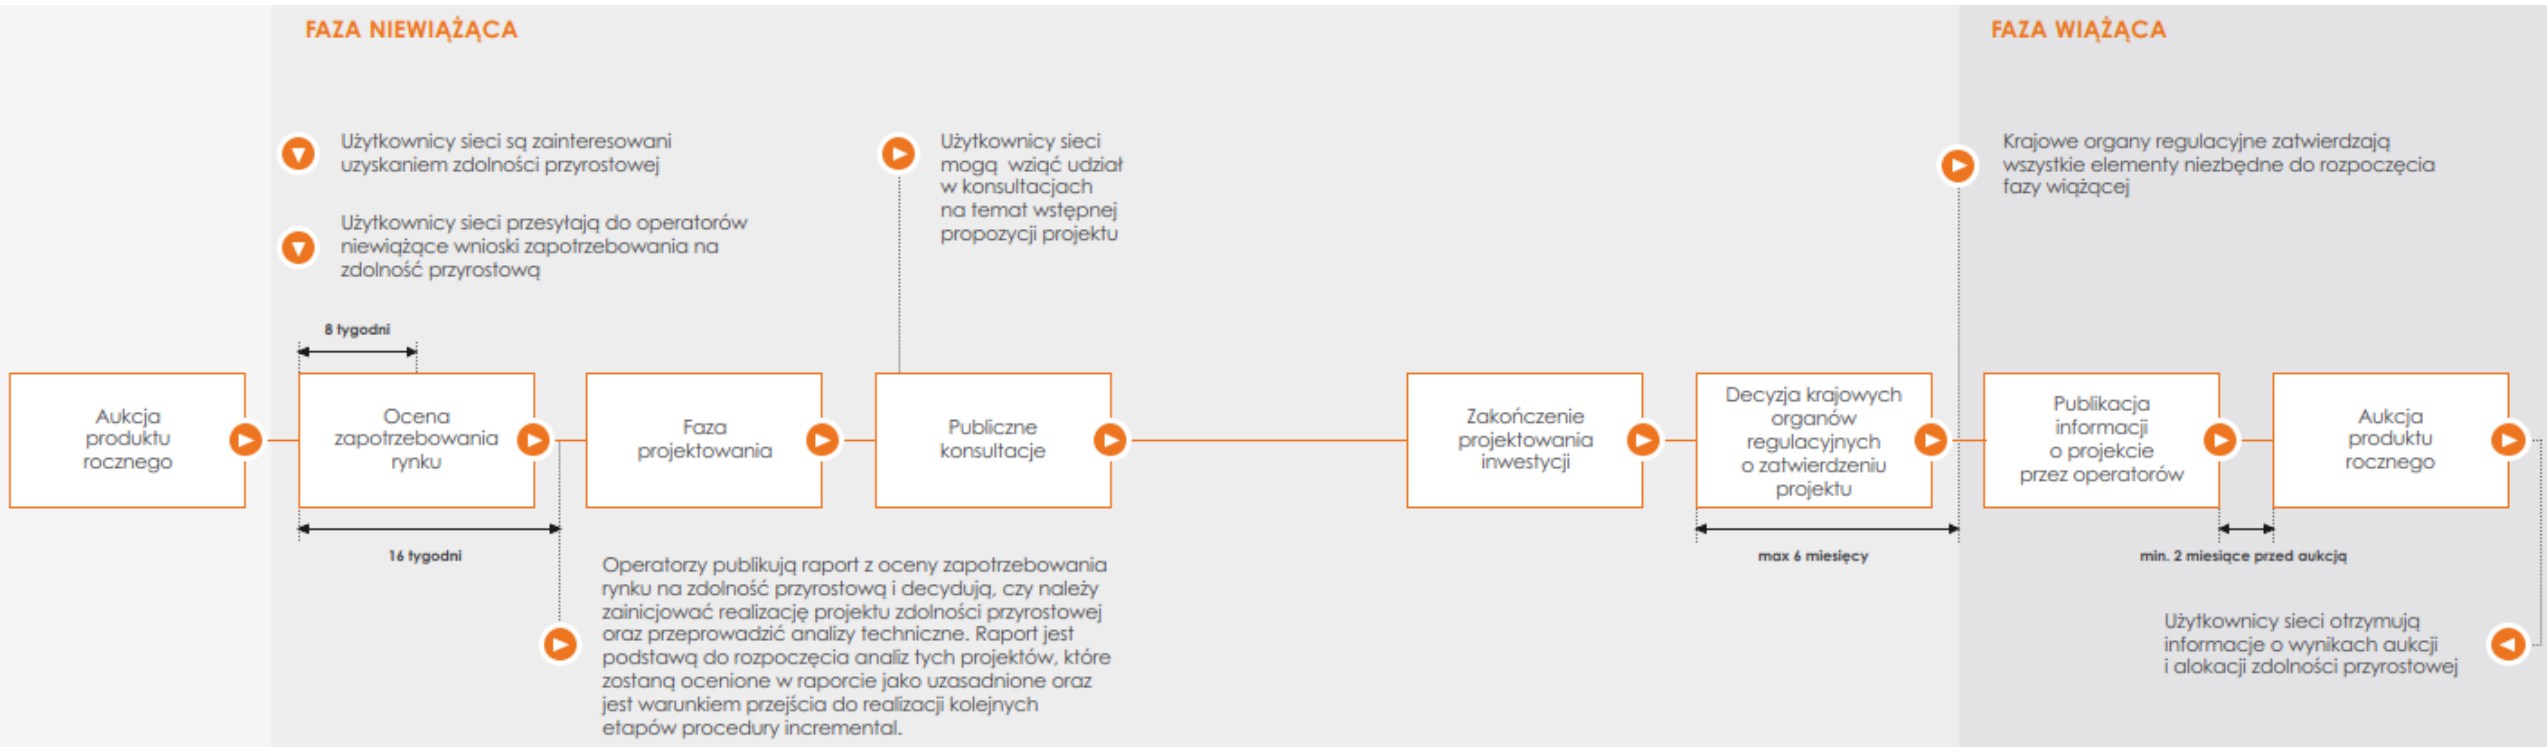 FAZA NIEWIĄŻĄCA
FAZA WIĄŻĄCA
Użytkownicy sieci są zainteresowani
uzyskaniem zdolności przyrostowej
Użytkownicy sieci przesyłają do operatorów
niewiążące wnioski zapotrzebowania na
zdolność przyrostową
Użytkownicy sieci
mogą wziąć udział
w konsultacjach
na temat wstępnej
propozycji projektu
Krajowe organy regulacyjne zatwierdzają
wszystkie elementy niezbędne do rozpoczęcia
fazy wiążącej
8 tygodni
Aukcja
produktu
rocznego
Ocena
zapotrzebowania
rynku
Faza
projektowania
Publiczne
konsultacje
Zakończenie
projektowania
inwestycji
Decyzja krajowych
organów
regulacyjnych
o zatwierdzeniu
projektu
Publikacja
informacji
o projekcie
przez operatorów
Aukcja
produktu
rocznego
16 tygodni
max 6 miesięcy
min. 2 miesiące przed aukcją
Operatorzy publikują raport z oceny zapotrzebowania
rynku na zdolność przyrostową i decydują, czy należy
zainicjować realizację projektu zdolności przyrostowej
oraz przeprowadzić analizy techniczne. Raport jest
podstawą do rozpoczęcia analiz tych projektów, które
zostaną ocenione w raporcie jako uzasadnione oraz
jest warunkiem przejścia do realizacji kolejnych
etapów procedury incremental.
Użytkownicy sieci otrzymują
informacje o wynikach aukcji
i alokacji zdolności przyrostowej